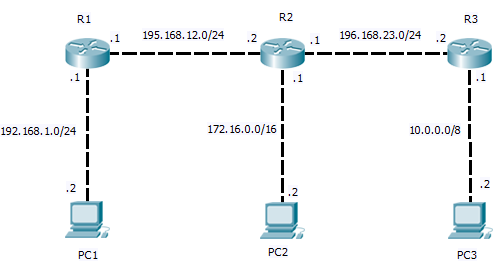 R1
R2
R3
.1
195.168.12.0/24
.2
.1
196.168.23.0/24
.2
.1
.1
.1
192.168.1.0/24
172.16.0.0/16
10.0.0.0/8
.2
.2
.2
PC1
PC2
PC3